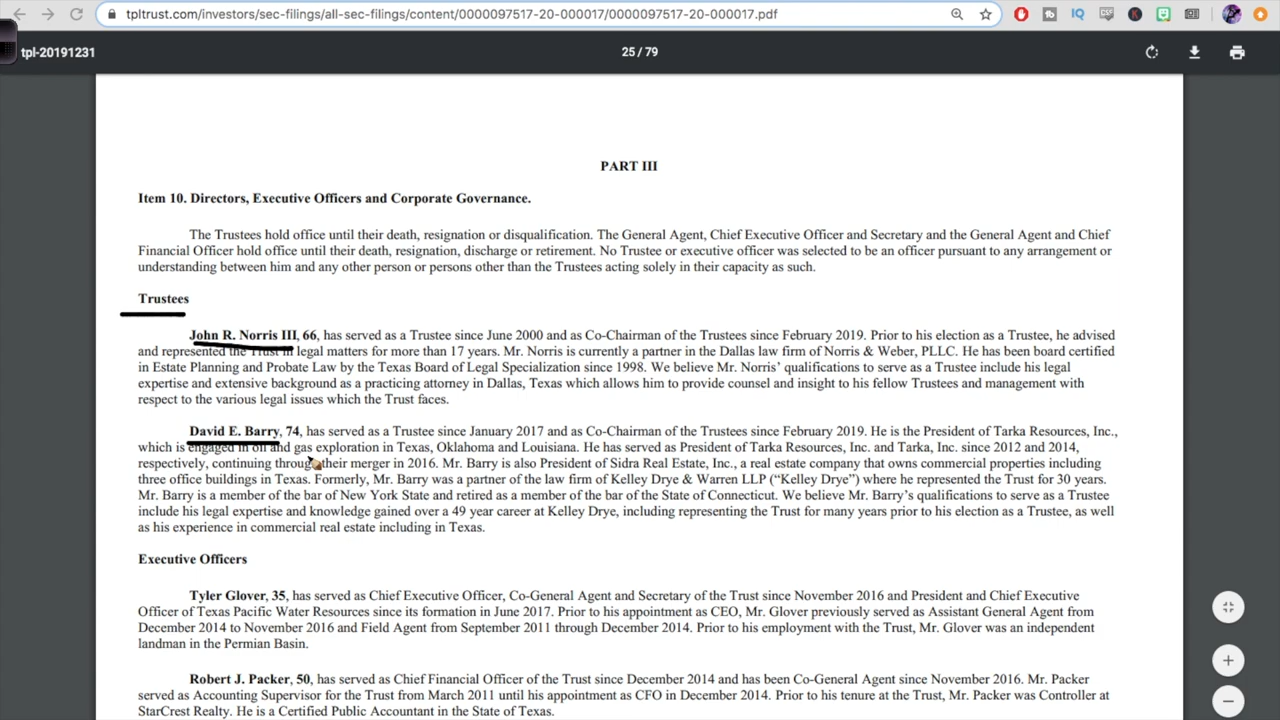 tpltrust.com/investors/sec-filings/all-sec-filings/content/0000097517-20-000017/0000097517-20-000017.pdf
tpl-20191231
25 / 79
PART III
Item 10. Directors, Executive Officers and Corporate Governance.
The Trustees hold office until their death, resignation or disqualification. The General Agent, Chief Executive Officer and Secretary and the General Agent and Chief
Financial Officer hold office until their death, resignation, discharge or retirement. No Trustee or executive officer was selected to be an officer pursuant to any arrangement or
understanding between him and any other person or persons other than the Trustees acting solely in their capacity as such.
Trustees
John R. Norris III, 66, has served as a Trustee since June 2000 and as Co-Chairman of the Trustees since February 2019. Prior to his election as a Trustee, he advised
and represented the Trust in legal matters for more than 17 years. Mr. Norris is currently a partner in the Dallas law firm of Norris & Weber, PLLC. He has been board certified
in Estate Planning and Probate Law by the Texas Board of Legal Specialization since 1998. We believe Mr. Norris' qualifications to serve as a Trustee include his legal
expertise and extensive background as a practicing attorney in Dallas, Texas which allows him to provide counsel and insight to his fellow Trustees and management with
respect to the various legal issues which the Trust faces.
David E. Barry, 74, has served as a Trustee since January 2017 and as Co-Chairman of the Trustees since February 2019. He is the President of Tarka Resources, Inc.,
which is engaged in oil and gas exploration in Texas, Oklahoma and Louisiana. He has served as President of Tarka Resources, Inc. and Tarka, Inc. since 2012 and 2014,
respectively, continuing through their merger in 2016. Mr. Barry is also President of Sidra Real Estate, Inc., a real estate company that owns commercial properties including
three office buildings in Texas. Formerly, Mr. Barry was a partner of the law firm of Kelley Drye & Warren LLP ("Kelley Drye") where he represented the Trust for 30 years.
Mr. Barry is a member of the bar of New York State and retired as a member of the bar of the State of Connecticut. We believe Mr. Barry's qualifications to serve as a Trustee
include his legal expertise and knowledge gained over a 49 year career at Kelley Drye, including representing the Trust for many years prior to his election as a Trustee, as well
as his experience in commercial real estate including in Texas.
Executive Officers
Tyler Glover, 35, has served as Chief Executive Officer, Co-General Agent and Secretary of the Trust since November 2016 and President and Chief Executive
Officer of Texas Pacific Water Resources since its formation in June 2017. Prior to his appointment as CEO, Mr. Glover previously served as Assistant General Agent from
December 2014 to November 2016 and Field Agent from September 2011 through December 2014. Prior to his employment with the Trust, Mr. Glover was an independent
landman in the Permian Basin.
Robert J. Packer, 50, has served as Chief Financial Officer of the Trust since December 2014 and has been Co-General Agent since November 2016. Mr. Packer
served as Accounting Supervisor for the Trust from March 2011 until his appointment as CFO in December 2014. Prior to his tenure at the Trust, Mr. Packer was Controller at
StarCrest Realty. He is a Certified Public Accountant in the State of Texas.